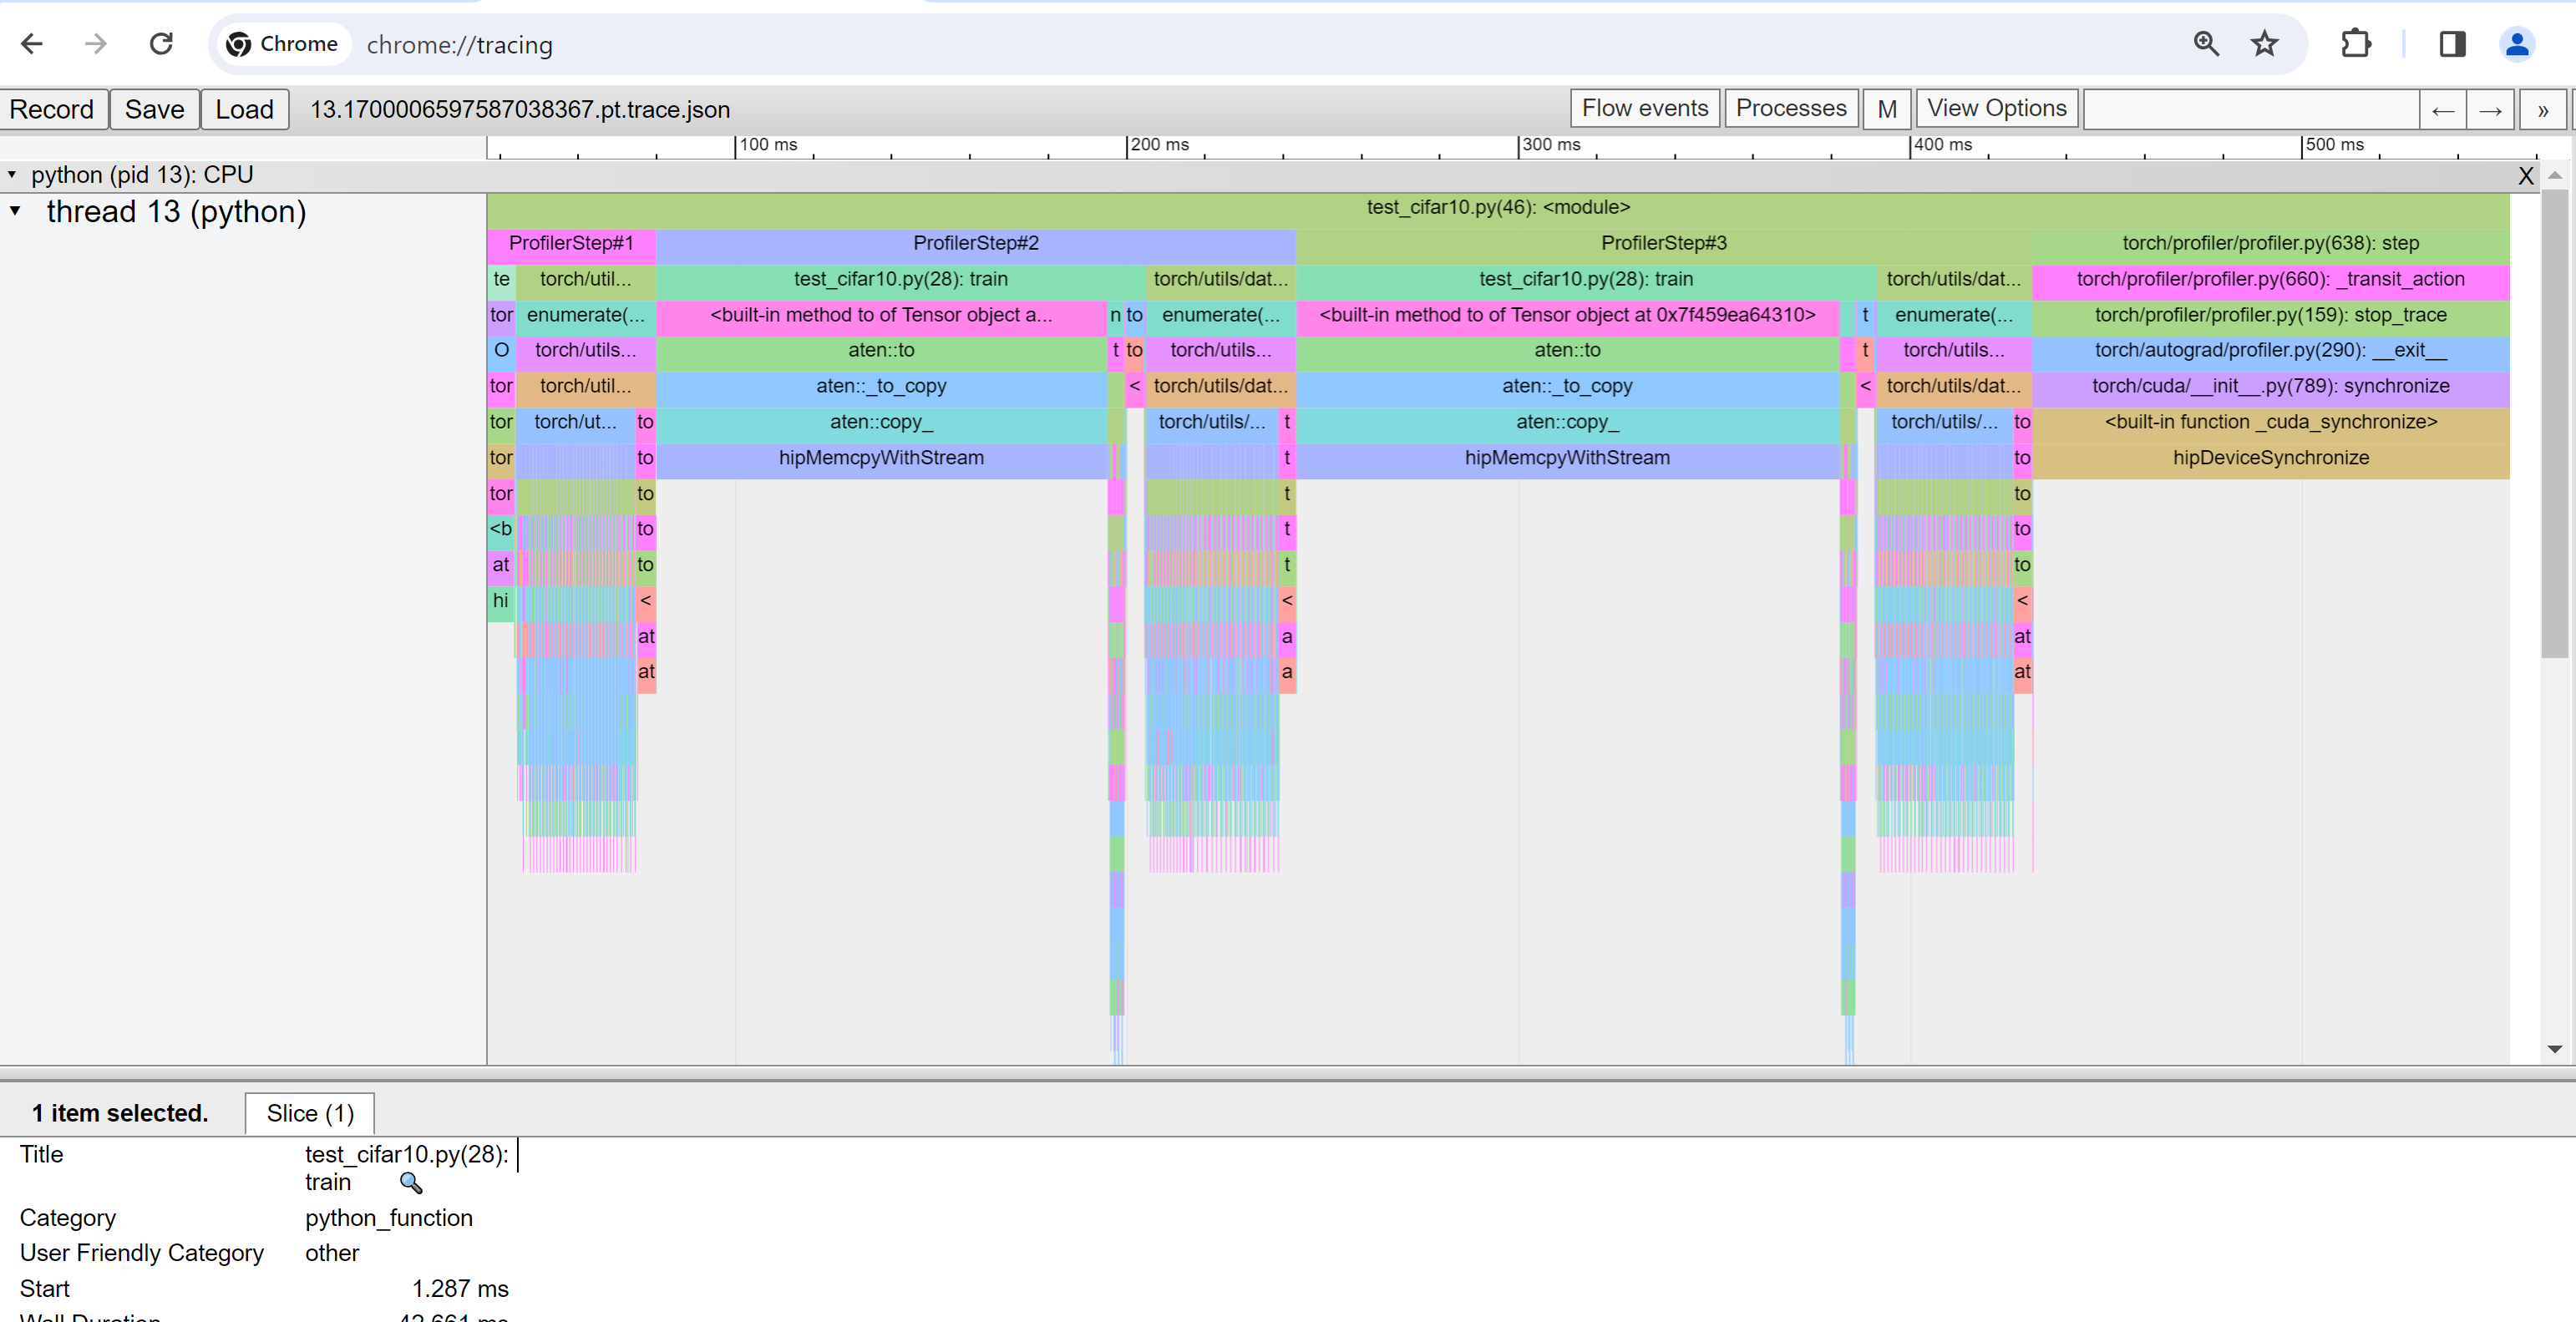 Chrome chrome://tracing
Record Save Load 13.1700006597587038367.pt.trace.json Flow events Processes M View Options ← → »
100 ms 200 ms 300 ms 400 ms 500 ms
python (pid 13): CPU X
thread 13 (python)
test_cifar10.py(46): <module>
ProfilerStep#1 ProfilerStep#2 ProfilerStep#3 torch/profiler/profiler.py(638): step
te torch/util... test_cifar10.py(28): train torch/utils/dat... test_cifar10.py(28): train torch/utils/dat... torch/profiler/profiler.py(660): _transit_action
tor enumerate(... <built-in method to of Tensor object a... n to enumerate(... <built-in method to of Tensor object at 0x7f459ea64310> t enumerate(... torch/profiler/profiler.py(159): stop_trace
O torch/utils... aten::to t to torch/utils... aten::to t torch/utils... torch/autograd/profiler.py(290): __exit__
tor torch/util... aten::_to_copy < torch/utils/dat... aten::_to_copy < torch/utils/dat... torch/cuda/__init__.py(789): synchronize
tor torch/ut... to aten::copy_ torch/utils/... t aten::copy_ torch/utils/... to <built-in function _cuda_synchronize>
tor to hipMemcpyWithStream t hipMemcpyWithStream to hipDeviceSynchronize
tor to t to
<b to t to
at to t to
hi < < <
at a at
at a at
1 item selected. Slice (1)
Title test_cifar10.py(28):
train
Category python_function
User Friendly Category other
Start 1.287 ms
Wall Duration 42.661 ms